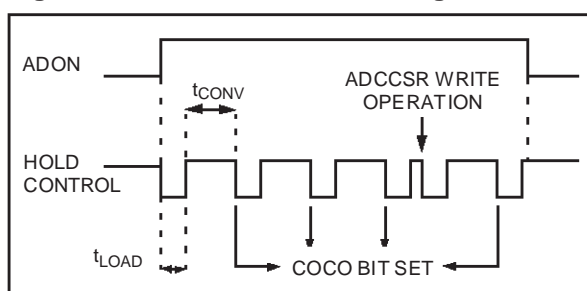 ADON
tCONV
ADCCSR WRITE
OPERATION
HOLD
CONTROL
tLOAD
COCO BIT SET